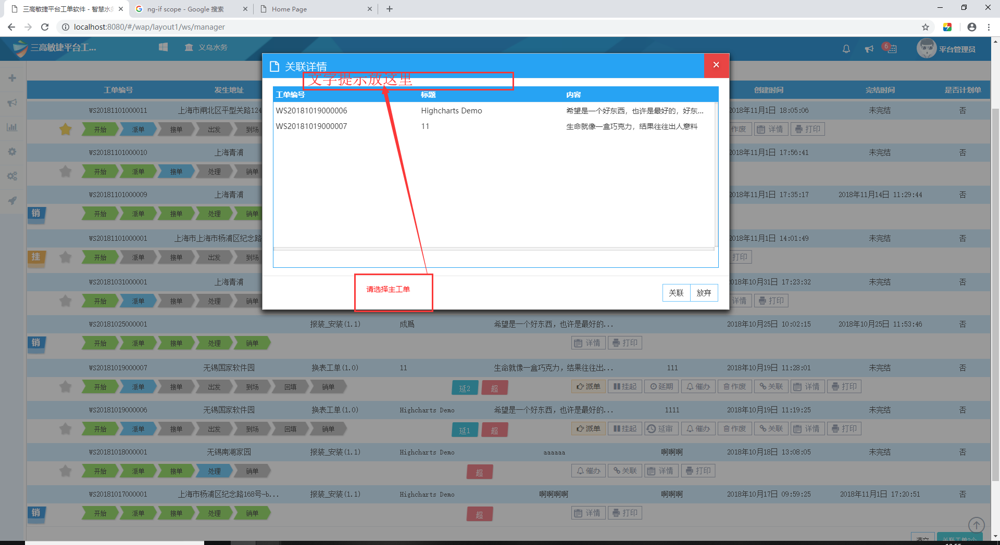 三高敏捷平台工单软件 - 智慧水务
ng-if scope - Google 搜索
Home Page
localhost:8080/#/wap/layout1/ws/manager
三高敏捷平台工...
义乌水务
6
平台管理员
关联详情
文字提示放这里
工单编号 标题 内容
WS20181019000006 Highcharts Demo 希望是一个好东西，也许是最好的，好东...
WS20181019000007 11 生命就像一盒巧克力，结果往往出人意料
请选择主工单
关联 放弃
工单编号 发生地址 创建时间 完结时间 是否计划单
WS20181101000011 上海市闸北区平型关路124 2018年11月1日 18:05:06 未完结 否
开始 派单 接单 出发 到场 作废 详情 打印
WS20181101000010 上海青浦 2018年11月1日 17:56:41 未完结 否
开始 派单 接单 处理 销单
WS20181101000009 上海青浦 2018年11月1日 17:35:17 2018年11月14日 11:29:44 否
销 开始 派单 接单 处理 销单
WS20181101000001 上海市上海市杨浦区纪念路 2018年11月1日 14:01:49 未完结 否
挂 开始 派单 接单 出发 到场 打印
WS20181031000001 上海青浦 2018年10月31日 17:23:32 未完结 否
开始 派单 接单 处理 销单 详情 打印
WS20181025000001 报装_安装(1.1) 成爲 希望是一个好东西，也许是最好的... 2018年10月25日 10:02:15 2018年10月25日 11:53:46 否
销 开始 派单 接单 处理 销单 详情 打印
WS20181019000007 无锡国家软件园 换表工单(1.0) 11 生命就像一盒巧克力，结果往往出... 111 2018年10月19日 11:28:01 未完结 否
开始 派单 接单 出发 到场 回填 销单 延2 超 派单 挂起 延期 催办 作废 关联 详情 打印
WS20181019000006 无锡国家软件园 换表工单(1.0) Highcharts Demo 希望是一个好东西，也许是最好的... 1111 2018年10月19日 11:19:25 未完结 否
开始 派单 接单 出发 到场 回填 销单 延1 超 派单 挂起 延审 催办 作废 关联 详情 打印
WS20181018000001 无锡南湖家园 报装_安装(1.1) Highcharts Demo aaaaaa 啊啊啊 2018年10月18日 13:08:05 未完结 否
开始 派单 接单 处理 销单 超 催办 关联 详情 打印
WS20181017000001 上海市杨浦区纪念路168号-b... 报装_安装(1.1) Highcharts Demo 啊啊啊啊 啊啊啊 2018年10月17日 09:59:25 2018年11月1日 17:20:51 否
销 开始 派单 接单 处理 销单 超 详情 打印